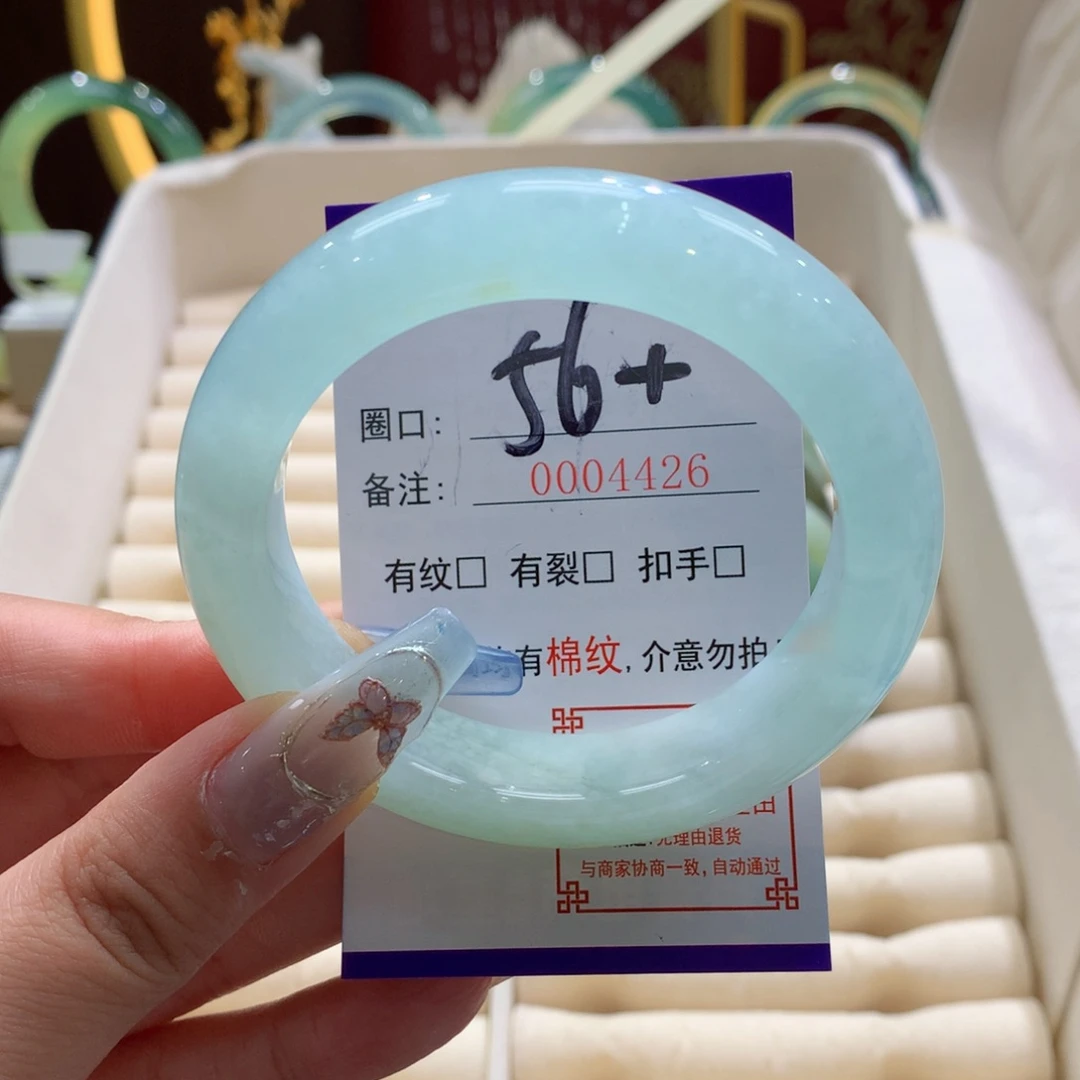 圈口: 56+
备注: 0004426
有纹□ 有裂□ 扣手□
有棉纹, 介意勿拍
理由退货
与商家协商一致, 自动通过